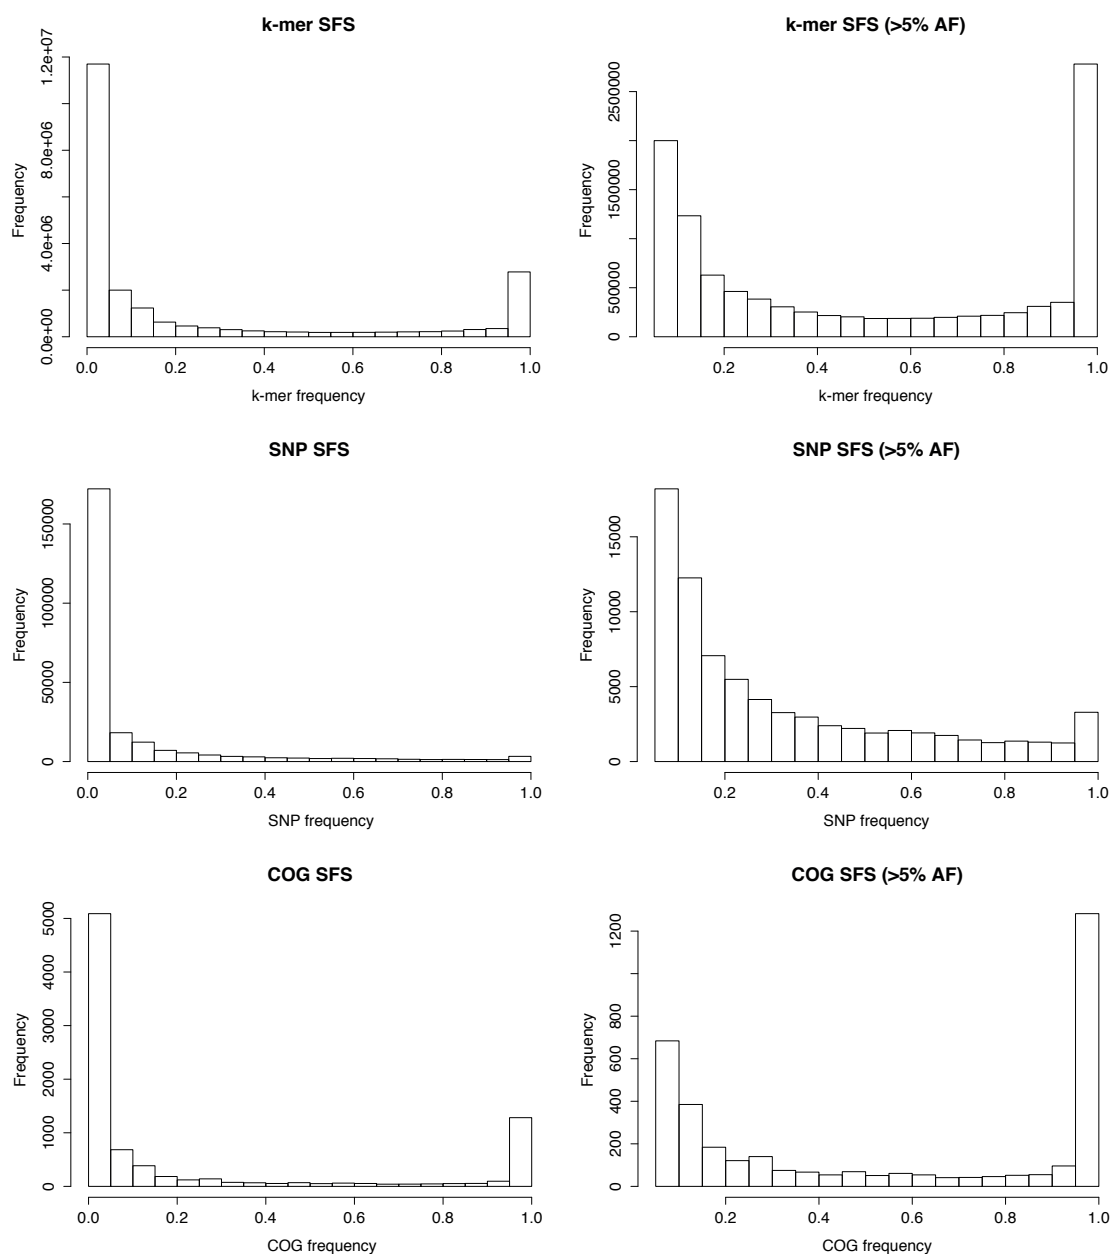 k-mer SFS
1.2e+07
8.0e+06
4.0e+06
0.0e+00
Frequency
0.0 0.2 0.4 0.6 0.8 1.0
k-mer frequency
k-mer SFS (>5% AF)
2500000
1500000
500000
0
Frequency
0.2 0.4 0.6 0.8 1.0
k-mer frequency
SNP SFS
150000
100000
50000
0
Frequency
0.0 0.2 0.4 0.6 0.8 1.0
SNP frequency
SNP SFS (>5% AF)
15000
10000
5000
0
Frequency
0.2 0.4 0.6 0.8 1.0
SNP frequency
COG SFS
5000
4000
3000
2000
1000
0
Frequency
0.0 0.2 0.4 0.6 0.8 1.0
COG frequency
COG SFS (>5% AF)
1200
800
600
400
200
0
Frequency
0.2 0.4 0.6 0.8 1.0
COG frequency